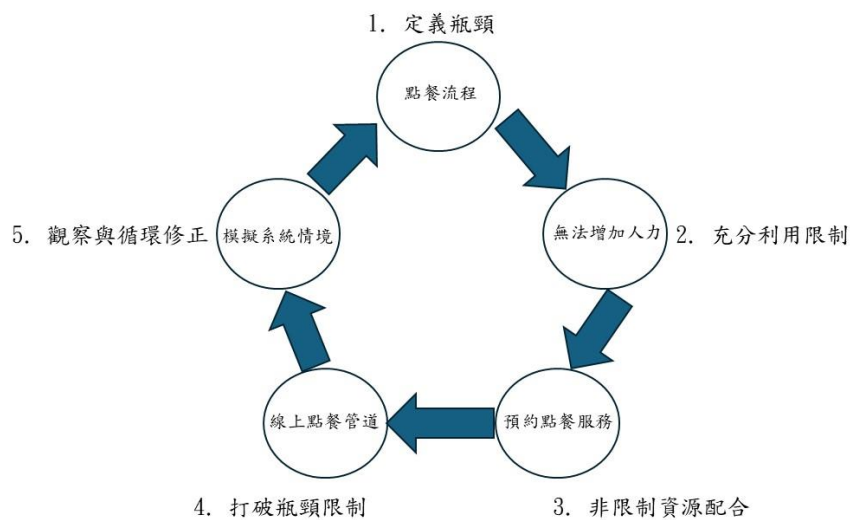 1. 定義瓶頸
點餐流程
5. 觀察與循環修正
模擬系統情境
無法增加人力
2. 充分利用限制
線上點餐管道
預約點餐服務
4. 打破瓶頸限制
3. 非限制資源配合